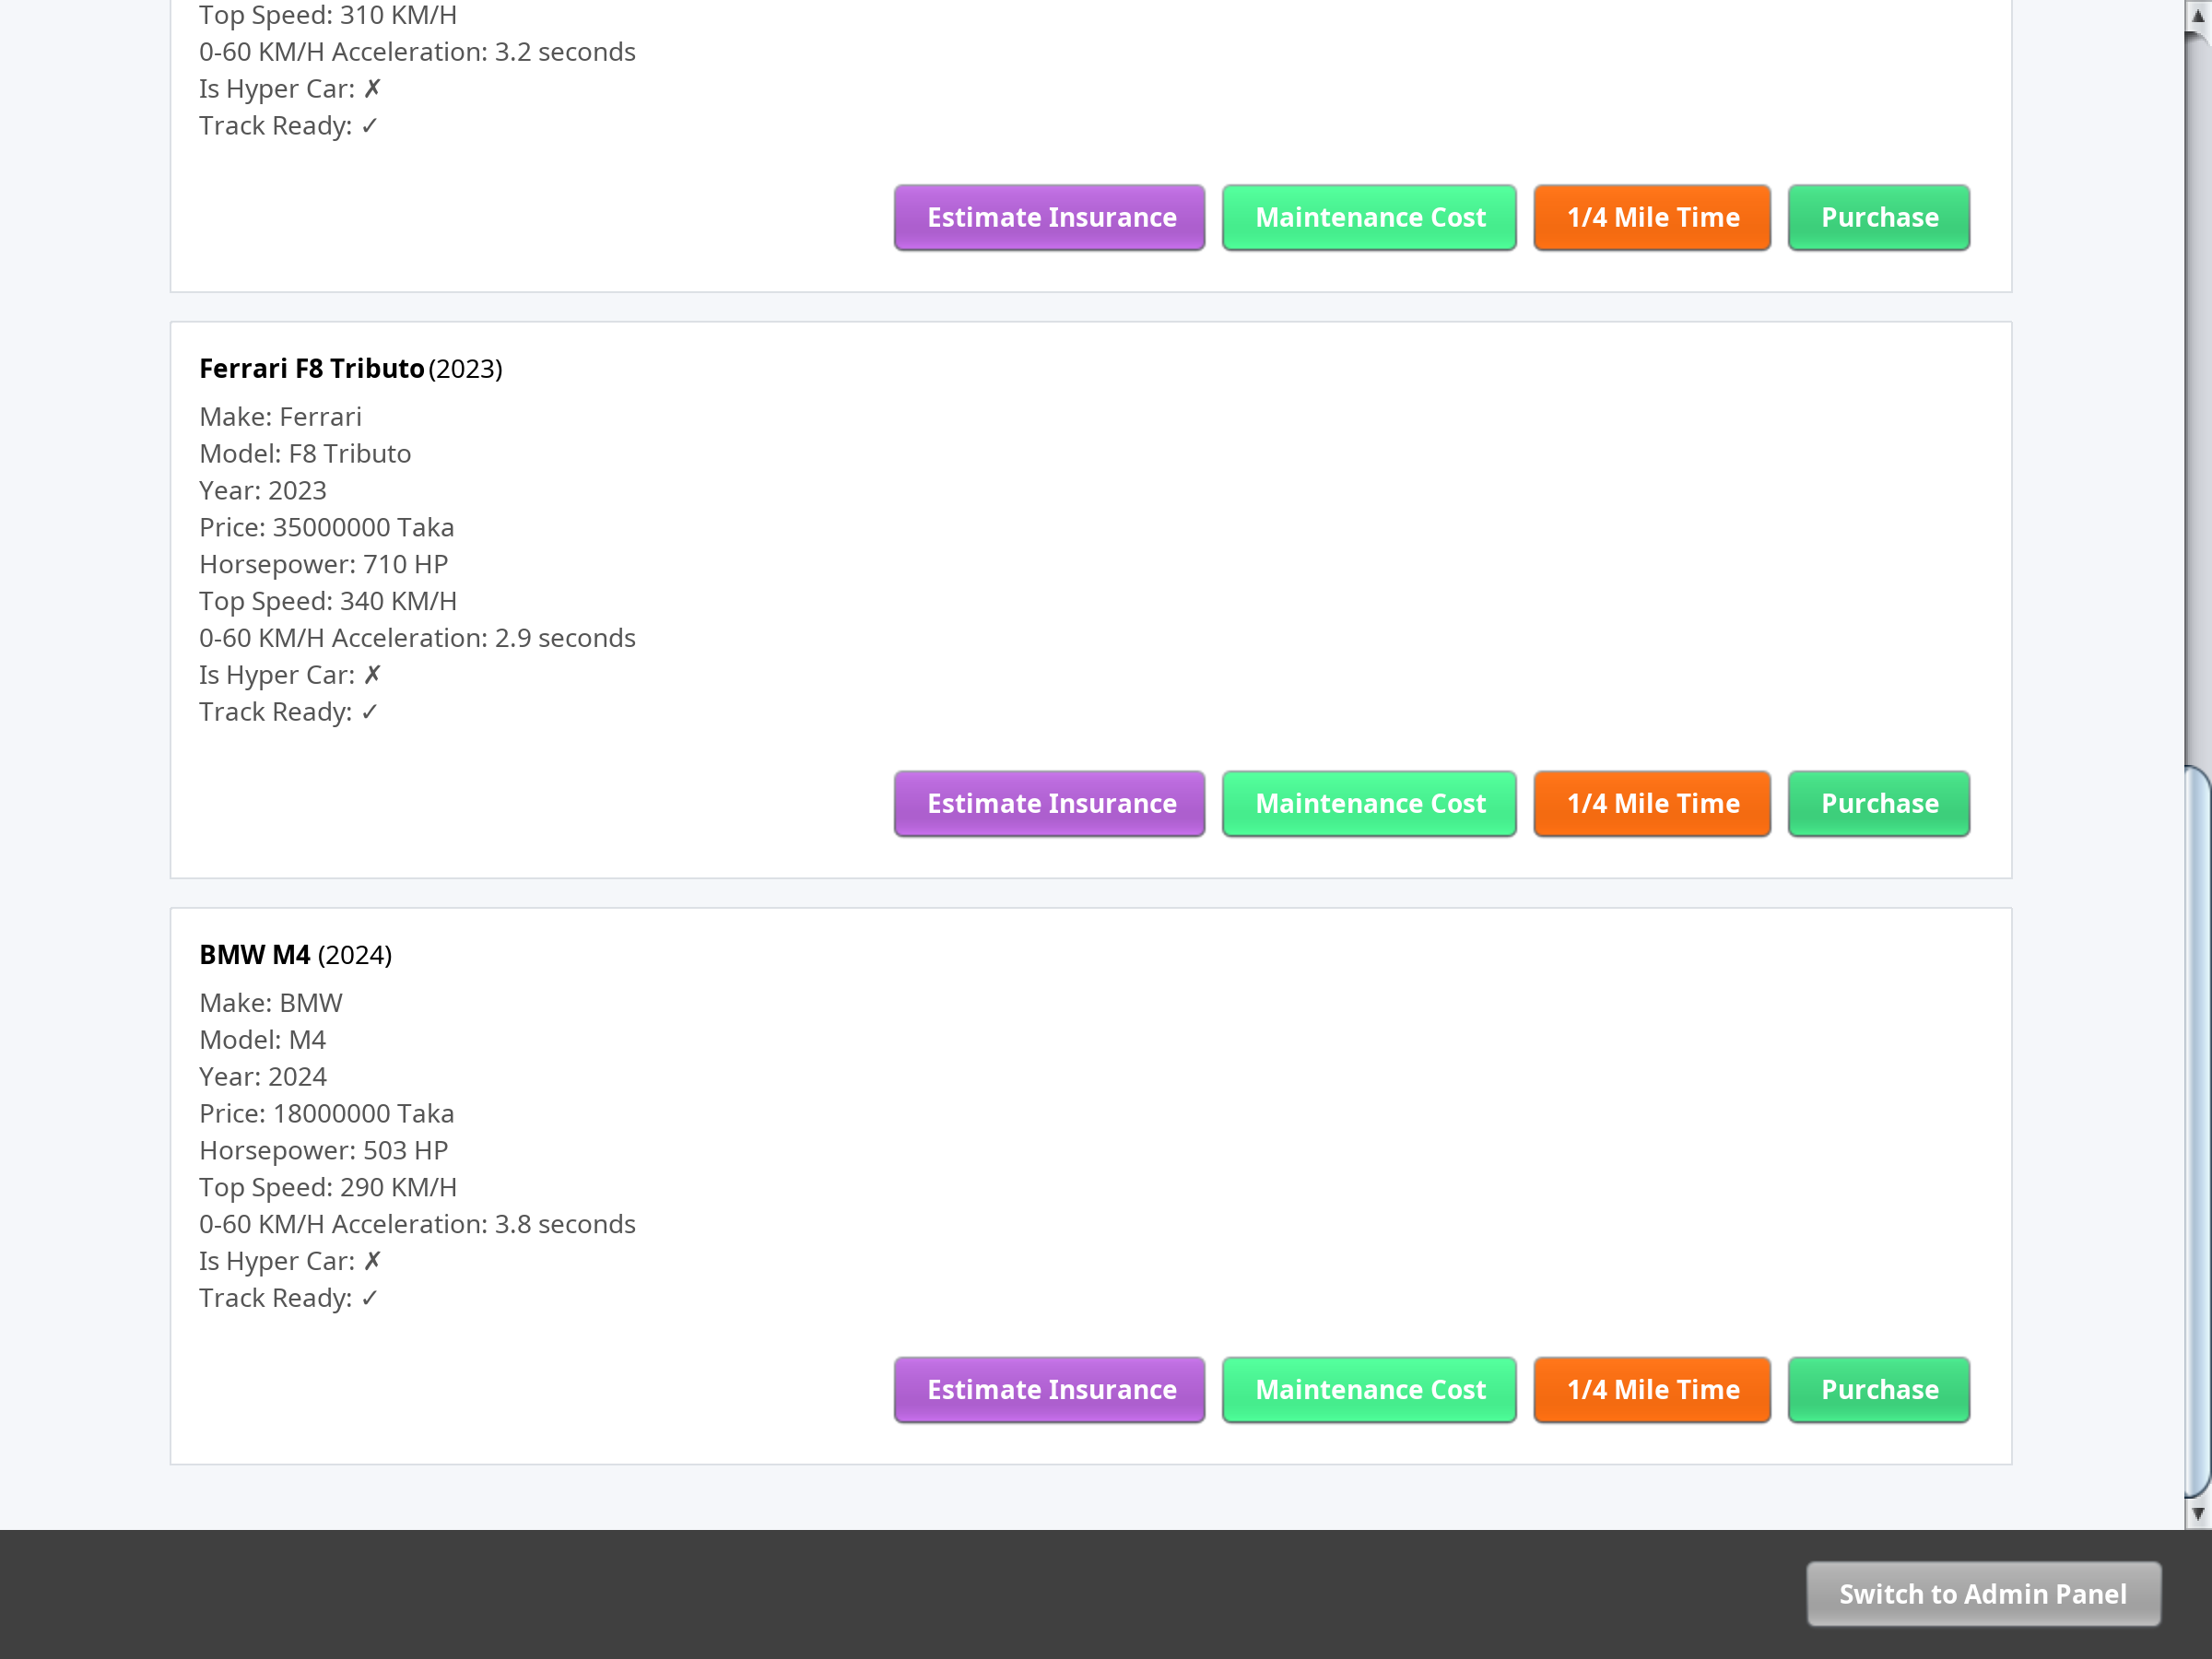 Top Speed: 310 KM/H
0-60 KM/H Acceleration: 3.2 seconds
Is Hyper Car: ✗
Track Ready: ✓
Estimate Insurance Maintenance Cost 1/4 Mile Time Purchase
Ferrari F8 Tributo (2023)
Make: Ferrari
Model: F8 Tributo
Year: 2023
Price: 35000000 Taka
Horsepower: 710 HP
Top Speed: 340 KM/H
0-60 KM/H Acceleration: 2.9 seconds
Is Hyper Car: ✗
Track Ready: ✓
Estimate Insurance Maintenance Cost 1/4 Mile Time Purchase
BMW M4 (2024)
Make: BMW
Model: M4
Year: 2024
Price: 18000000 Taka
Horsepower: 503 HP
Top Speed: 290 KM/H
0-60 KM/H Acceleration: 3.8 seconds
Is Hyper Car: ✗
Track Ready: ✓
Estimate Insurance Maintenance Cost 1/4 Mile Time Purchase
Switch to Admin Panel